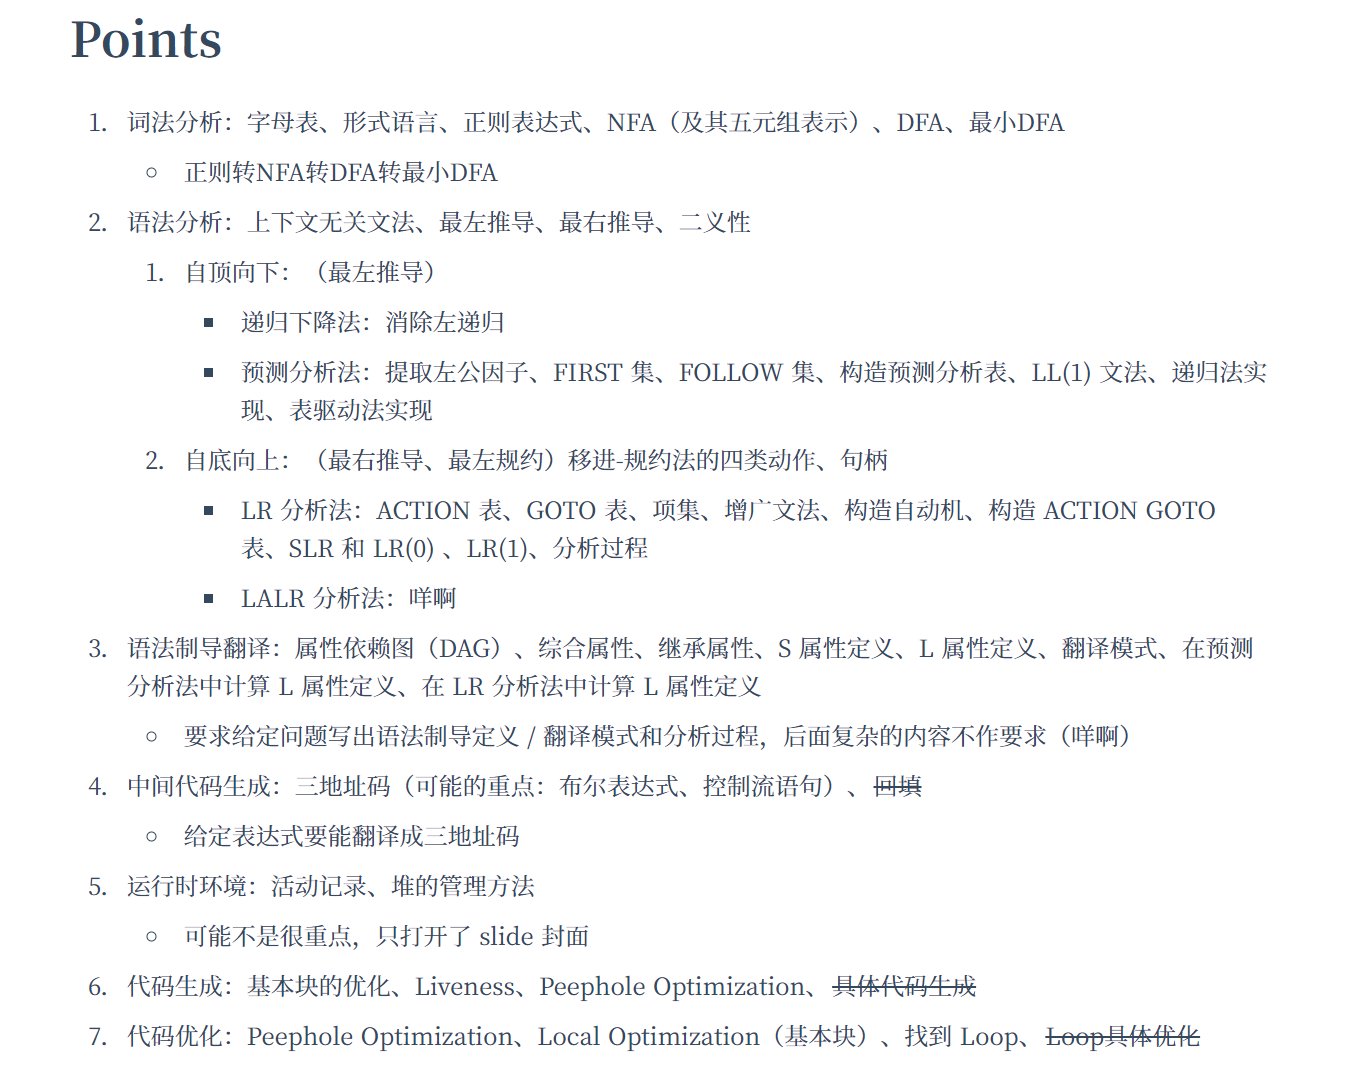 Points
1. 词法分析：字母表、形式语言、正则表达式、NFA（及其五元组表示）、DFA、最小DFA
正则转NFA转DFA转最小DFA
2. 语法分析：上下文无关文法、最左推导、最右推导、二义性
1. 自顶向下：（最左推导）
递归下降法：消除左递归
预测分析法：提取左公因子、FIRST 集、FOLLOW 集、构造预测分析表、LL(1) 文法、递归法实
现、表驱动法实现
2. 自底向上：（最右推导、最左规约）移进-规约法的四类动作、句柄
LR 分析法：ACTION 表、GOTO 表、项集、增广文法、构造自动机、构造 ACTION GOTO
表、SLR 和 LR(0) 、LR(1)、分析过程
LALR 分析法：咩啊
3. 语法制导翻译：属性依赖图（DAG）、综合属性、继承属性、S 属性定义、L 属性定义、翻译模式、在预测
分析法中计算 L 属性定义、在 LR 分析法中计算 L 属性定义
要求给定问题写出语法制导定义 / 翻译模式和分析过程，后面复杂的内容不作要求（咩啊）
4. 中间代码生成：三地址码（可能的重点：布尔表达式、控制流语句）、回填
给定表达式要能翻译成三地址码
5. 运行时环境：活动记录、堆的管理方法
可能不是很重点，只打开了 slide 封面
6. 代码生成：基本块的优化、Liveness、Peephole Optimization、具体代码生成
7. 代码优化：Peephole Optimization、Local Optimization（基本块）、找到 Loop、Loop具体优化